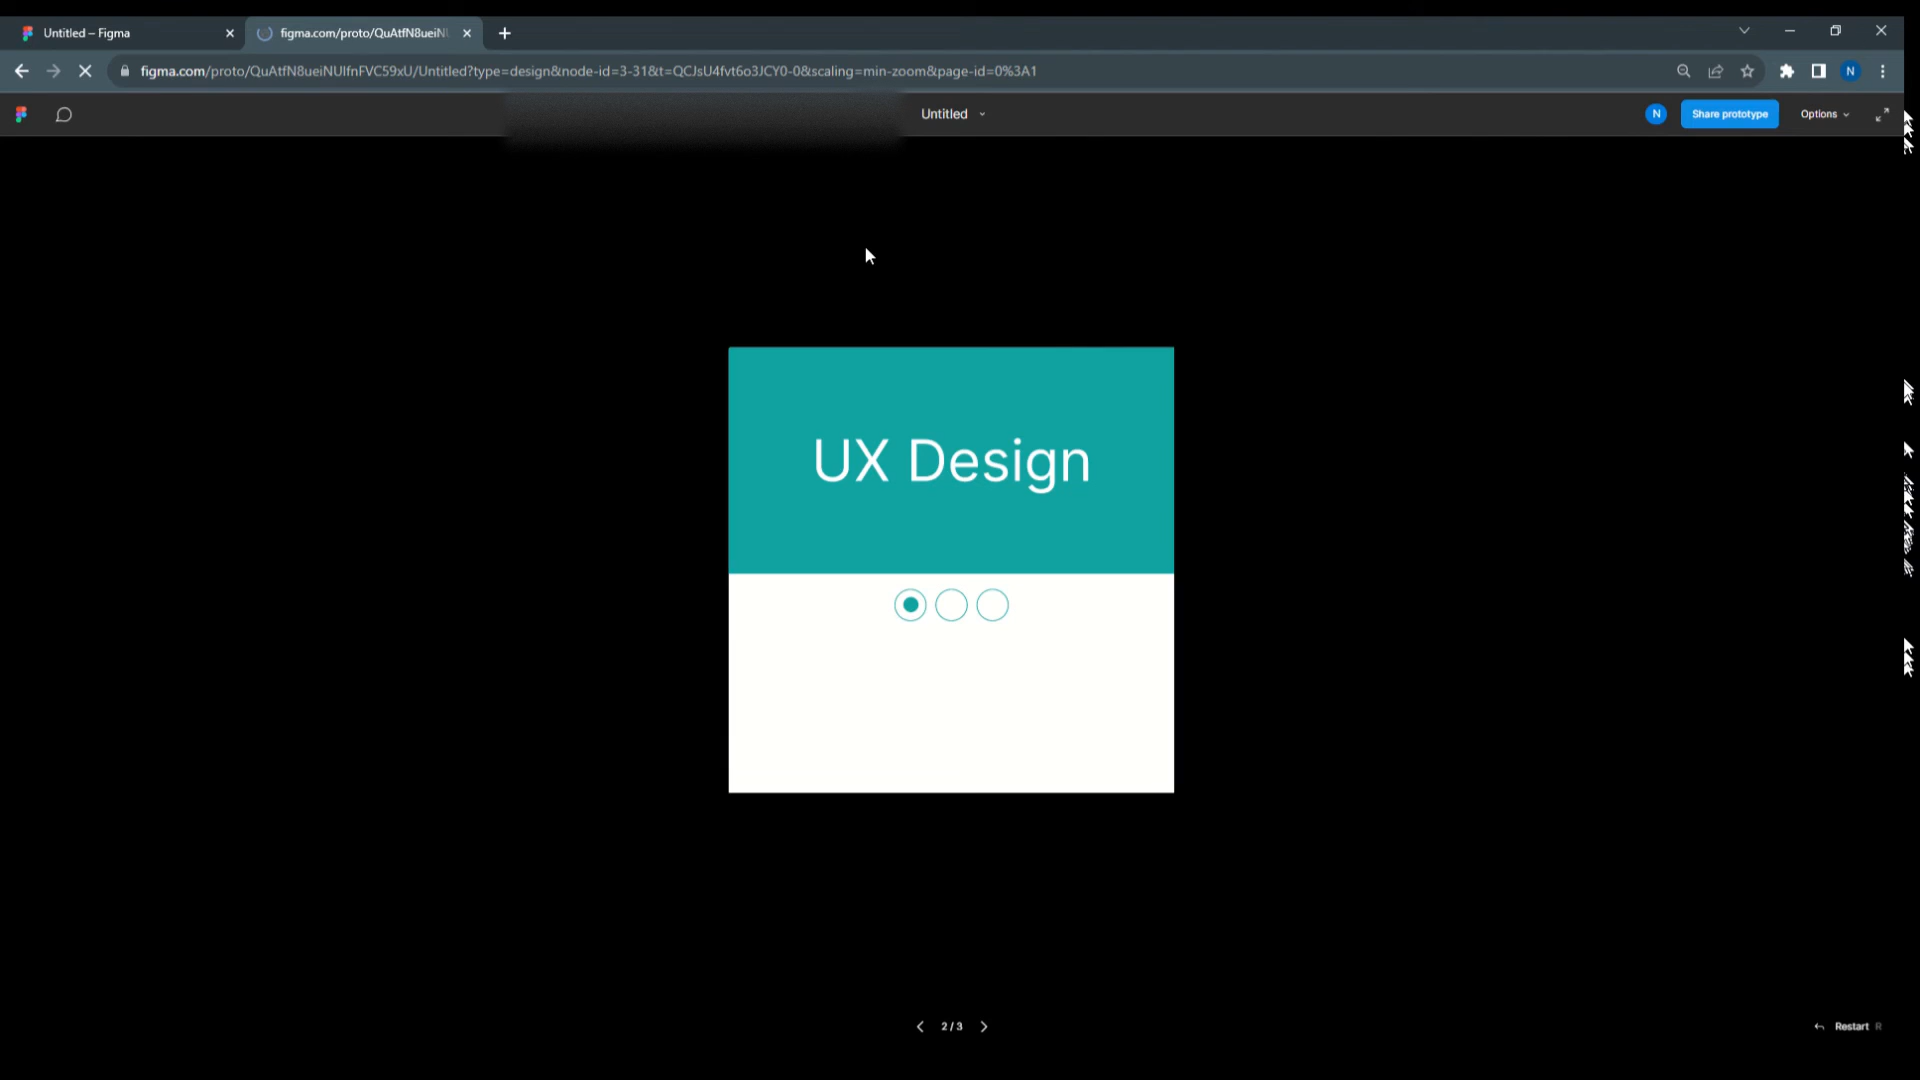 Untitled – Figma
figma.com/proto/QuAtfN8ueiN
figma.com/proto/QuAtfN8ueiNUIfnFVC59xU/Untitled?type=design&node-id=3-31&t=QCJsU4fvt6o3JCY0-0&scaling=min-zoom&page-id=0%3A1
N
Untitled
N
Share prototype
Options
UX Design
2 / 3
Restart R